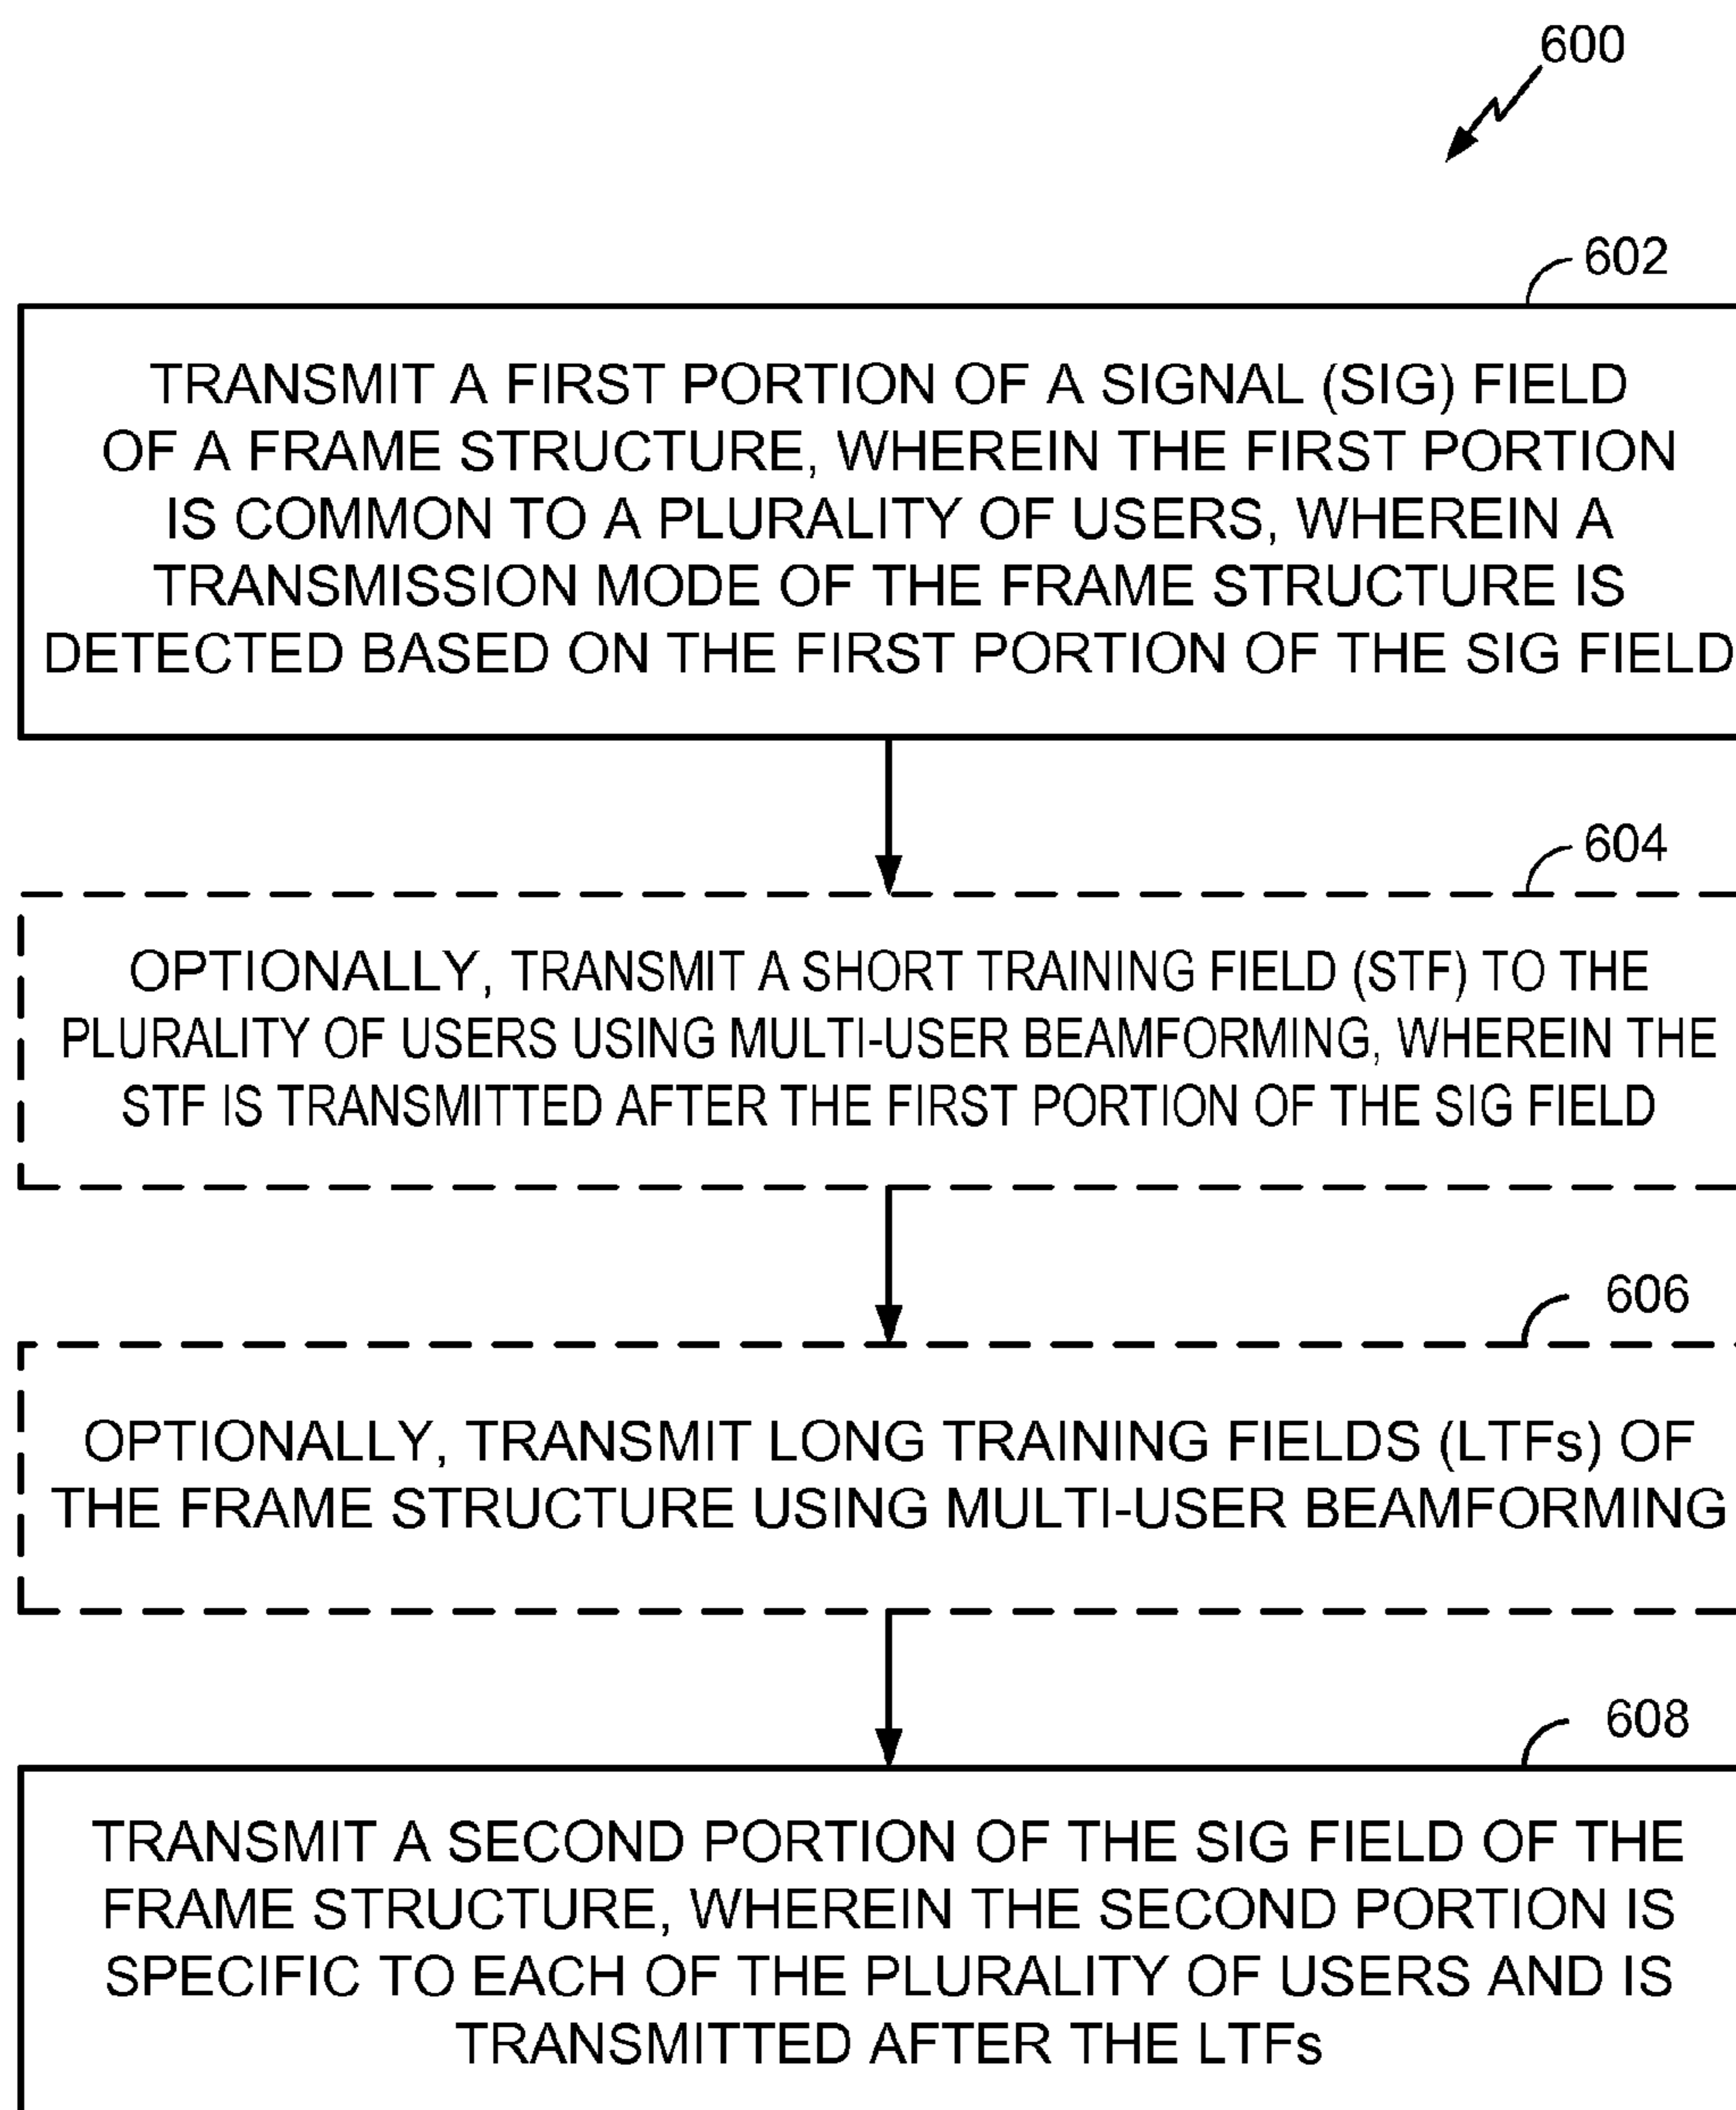 600
602
TRANSMIT A FIRST PORTION OF A SIGNAL (SIG) FIELD
OF A FRAME STRUCTURE, WHEREIN THE FIRST PORTION
IS COMMON TO A PLURALITY OF USERS, WHEREIN A
TRANSMISSION MODE OF THE FRAME STRUCTURE IS
DETECTED BASED ON THE FIRST PORTION OF THE SIG FIELD
604
OPTIONALLY, TRANSMIT A SHORT TRAINING FIELD (STF) TO THE
PLURALITY OF USERS USING MULTI-USER BEAMFORMING, WHEREIN THE
STF IS TRANSMITTED AFTER THE FIRST PORTION OF THE SIG FIELD
606
OPTIONALLY, TRANSMIT LONG TRAINING FIELDS (LTFs) OF
THE FRAME STRUCTURE USING MULTI-USER BEAMFORMING
608
TRANSMIT A SECOND PORTION OF THE SIG FIELD OF THE
FRAME STRUCTURE, WHEREIN THE SECOND PORTION IS
SPECIFIC TO EACH OF THE PLURALITY OF USERS AND IS
TRANSMITTED AFTER THE LTFs